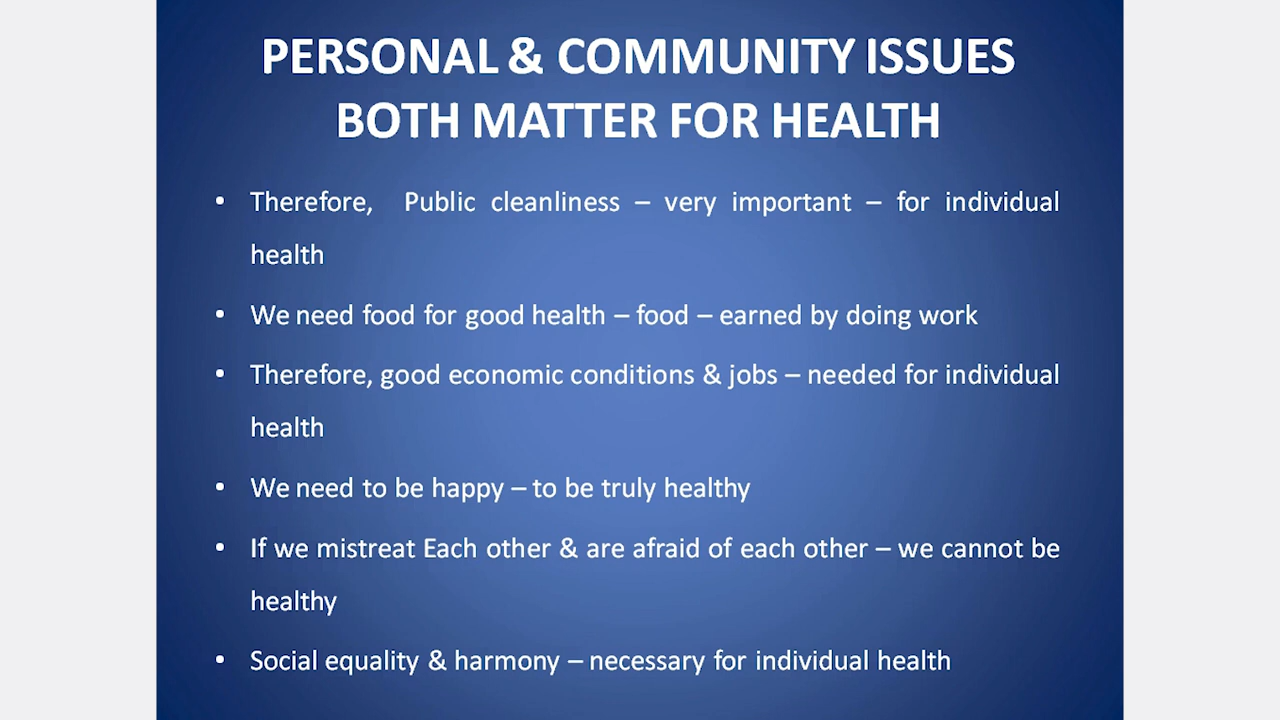 PERSONAL & COMMUNITY ISSUES
BOTH MATTER FOR HEALTH
• Therefore, Public cleanliness – very important – for individual
health
• We need food for good health – food – earned by doing work
• Therefore, good economic conditions & jobs – needed for individual
health
• We need to be happy – to be truly healthy
• If we mistreat Each other & are afraid of each other – we cannot be
healthy
• Social equality & harmony – necessary for individual health